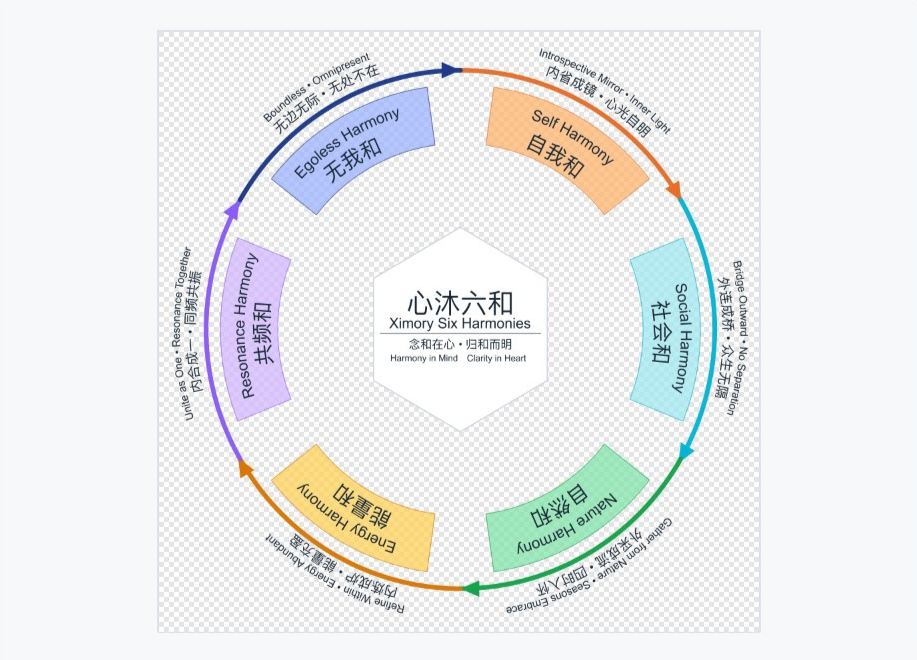 心沐六和
Ximory Six Harmonies
念和在心・归和而明
Harmony in Mind Clarity in Heart
Introspective Mirror • Inner Light
内省成镜・心光自明
Self Harmony
自我和
Bridge Outward • No Separation
外连成桥・众生无隔
Social Harmony
社会和
Gather from Nature • Seasons Embrace
外采成流・四时入怀
Nature Harmony
自然和
Refine Within • Energy Abundant
内炼成炉・能量充盈
Energy Harmony
能量和
Unite as One • Resonance Together
内合成一・同频共振
Resonance Harmony
共频和
Boundless • Omnipresent
无边无际・无处不在
Egoless Harmony
无我和